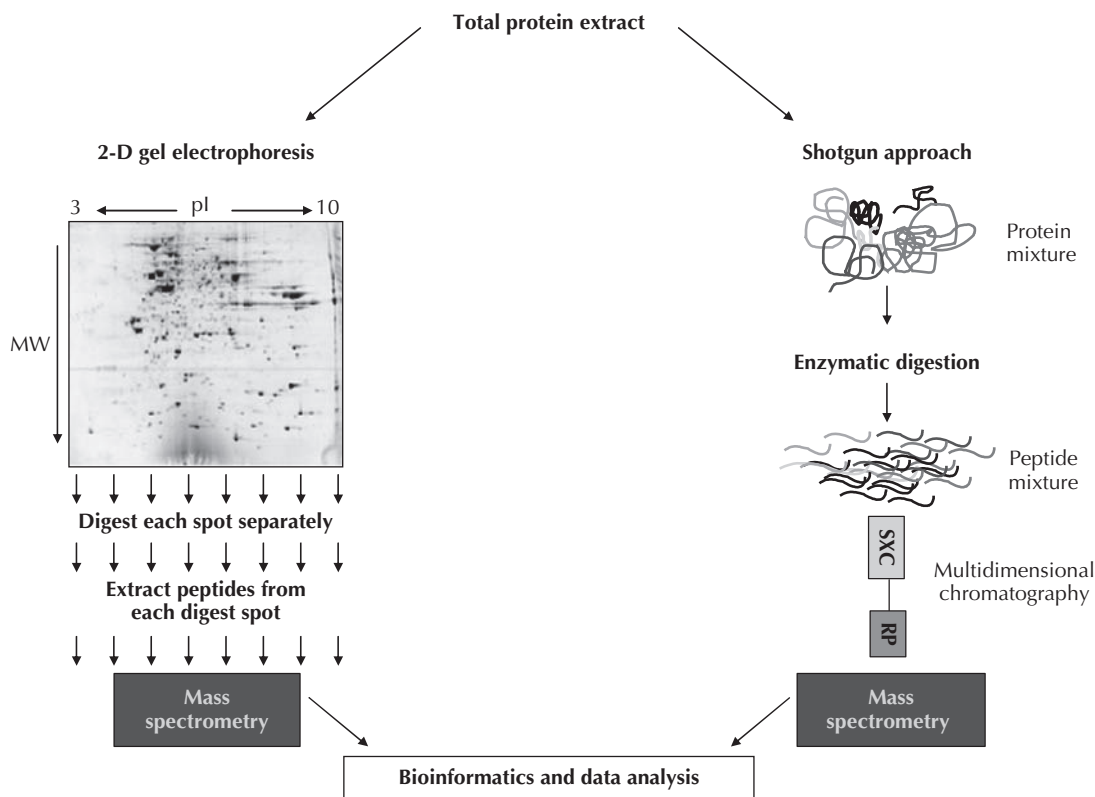 Total protein extract
2-D gel electrophoresis
3
pI
10
MW
Digest each spot separately
Extract peptides from
each digest spot
Mass
spectrometry
Shotgun approach
Protein
mixture
Enzymatic digestion
Peptide
mixture
SXC
Multidimensional
chromatography
RP
Mass
spectrometry
Bioinformatics and data analysis